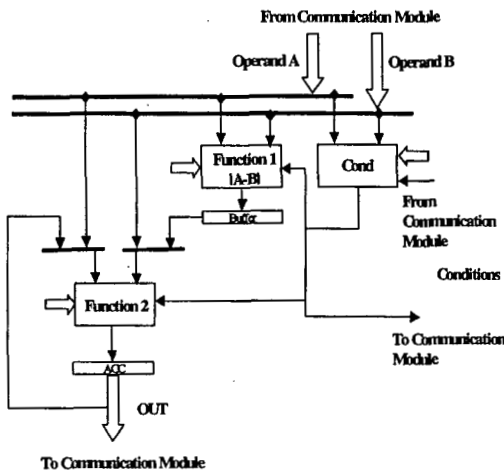 From Communication Module
Operand A
Operand B
Function 1
|A-B|
Cond
Buffer
From
Communication
Module
Conditions
Function 2
To Communication
Module
ACC
OUT
To Communication Module